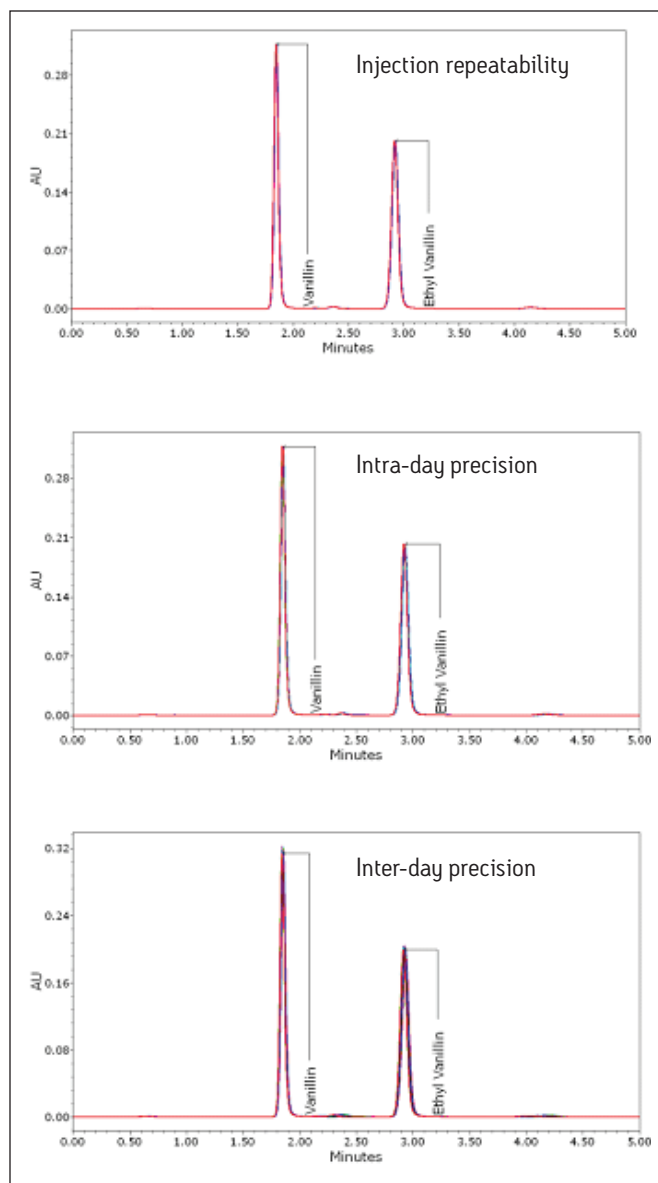 Injection repeatability
AU
0.28
0.21
0.14
0.07
0.00
Vanillin
Ethyl Vanillin
0.00 0.50 1.00 1.50 2.00 2.50 3.00 3.50 4.00 4.50 5.00
Minutes
Intra-day precision
AU
0.28
0.21
0.14
0.07
0.00
Vanillin
Ethyl Vanillin
0.00 0.50 1.00 1.50 2.00 2.50 3.00 3.50 4.00 4.50 5.00
Minutes
Inter-day precision
AU
0.32
0.24
0.16
0.08
0.00
Vanillin
Ethyl Vanillin
0.00 0.50 1.00 1.50 2.00 2.50 3.00 3.50 4.00 4.50 5.00
Minutes